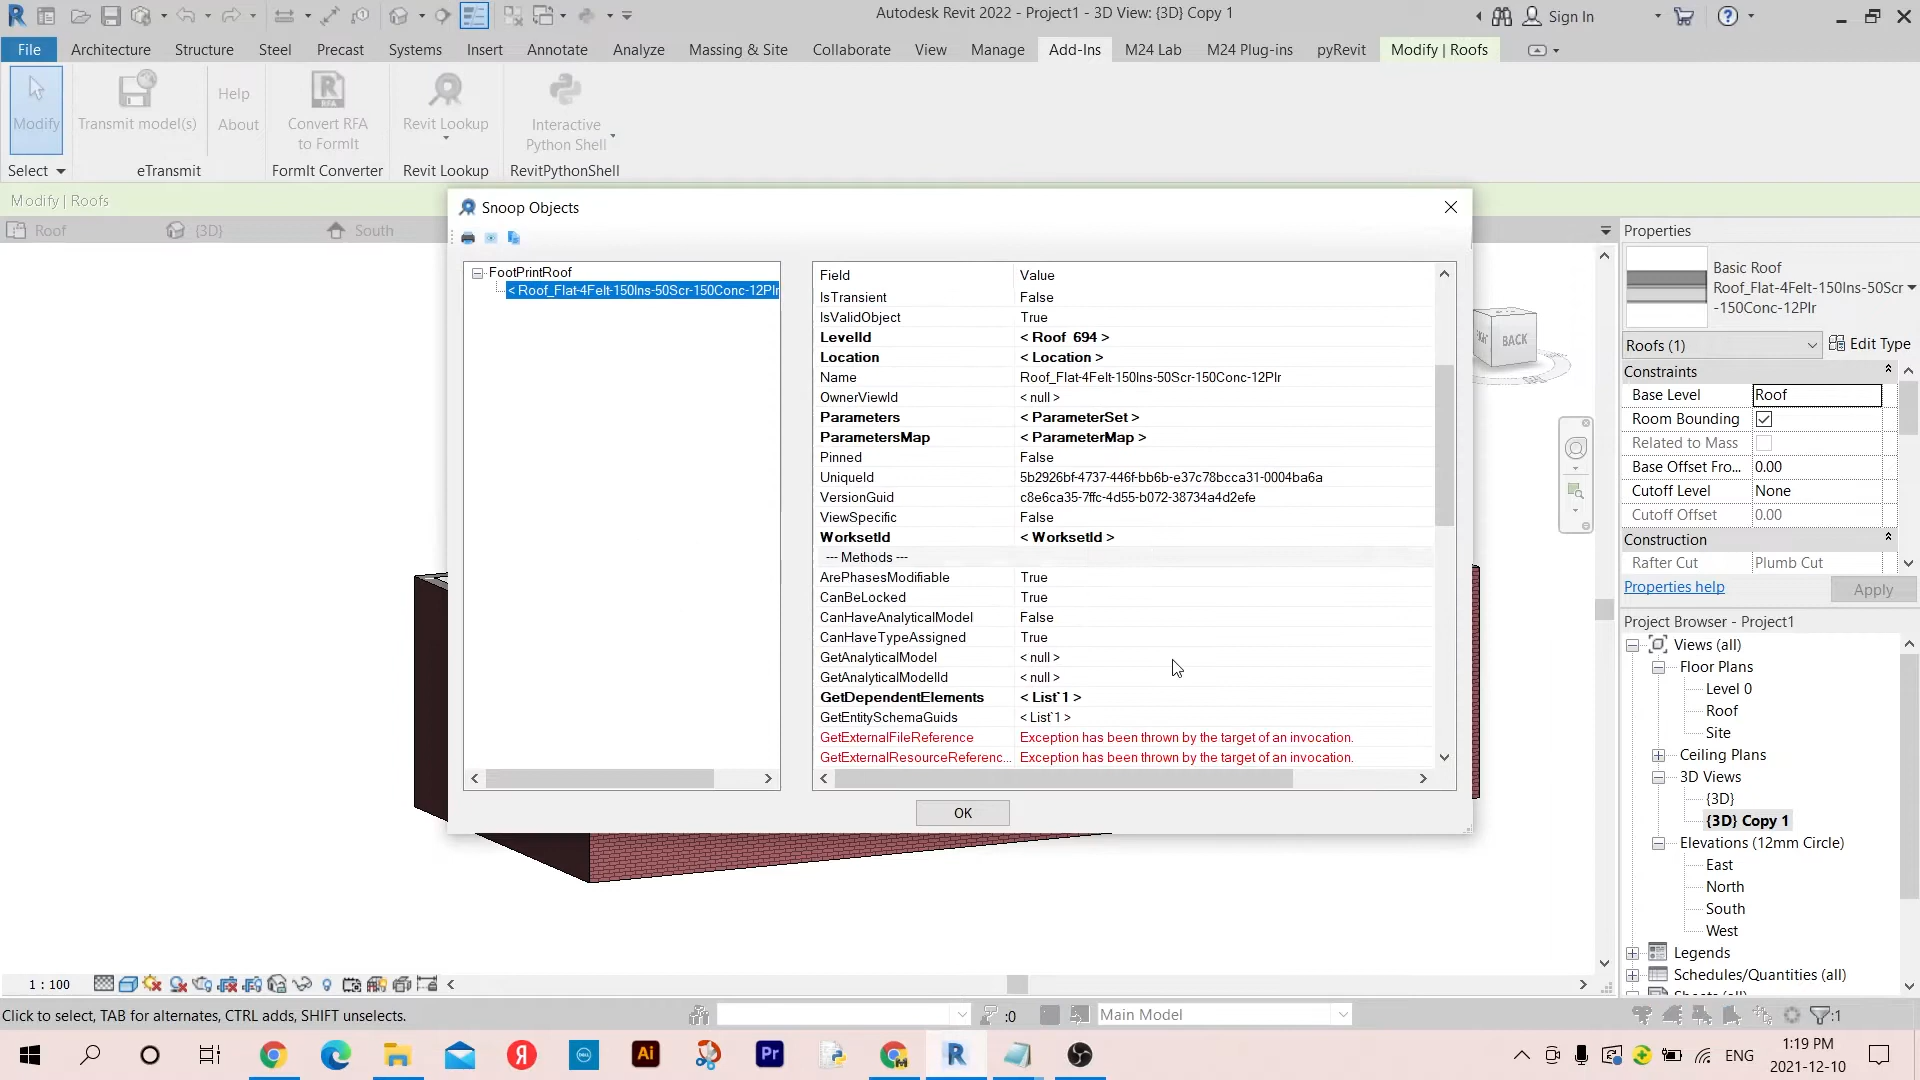 Autodesk Revit 2022 - Project1 - 3D View: {3D} Copy 1
Sign In
File
Architecture
Structure
Steel
Precast
Systems
Insert
Annotate
Analyze
Massing & Site
Collaborate
View
Manage
Add-Ins
M24 Lab
M24 Plug-ins
pyRevit
Modify | Roofs
Modify
Transmit model(s)
Help
About
Convert RFA
to FormIt
Revit Lookup
Interactive
Python Shell
Select
eTransmit
FormIt Converter
Revit Lookup
RevitPythonShell
Modify | Roofs
Roof
{3D}
South
Snoop Objects
FootPrintRoof
< Roof_Flat-4Felt-150Ins-50Scr-150Conc-12Plr
Field Value
IsTransient False
IsValidObject True
LevelId < Roof 694 >
Location < Location >
Name Roof_Flat-4Felt-150Ins-50Scr-150Conc-12Plr
OwnerViewId < null >
Parameters < ParameterSet >
ParametersMap < ParameterMap >
Pinned False
UniqueId 5b2926bf-4737-446f-bb6b-e37c78bcca31-0004ba6a
VersionGuid c8e6ca35-7ffc-4d55-b072-38734a4d2efe
ViewSpecific False
WorksetId < WorksetId >
--- Methods ---
ArePhasesModifiable True
CanBeLocked True
CanHaveAnalyticalModel False
CanHaveTypeAssigned True
GetAnalyticalModel < null >
GetAnalyticalModelId < null >
GetDependentElements < List`1 >
GetEntitySchemaGuids < List`1 >
GetExternalFileReference Exception has been thrown by the target of an invocation.
GetExternalResourceReferenc... Exception has been thrown by the target of an invocation.
OK
BACK
Properties
Basic Roof
Roof_Flat-4Felt-150Ins-50Scr
-150Conc-12Plr
Roofs (1)
Edit Type
Constraints
Base Level Roof
Room Bounding
Related to Mass
Base Offset Fro... 0.00
Cutoff Level None
Cutoff Offset 0.00
Construction
Rafter Cut Plumb Cut
Properties help
Apply
Project Browser - Project1
Views (all)
Floor Plans
Level 0
Roof
Site
Ceiling Plans
3D Views
{3D}
{3D} Copy 1
Elevations (12mm Circle)
East
North
South
West
Legends
Schedules/Quantities (all)
1 : 100
Click to select, TAB for alternates, CTRL adds, SHIFT unselects.
:0
Main Model
:1
ENG
1:19 PM
2021-12-10